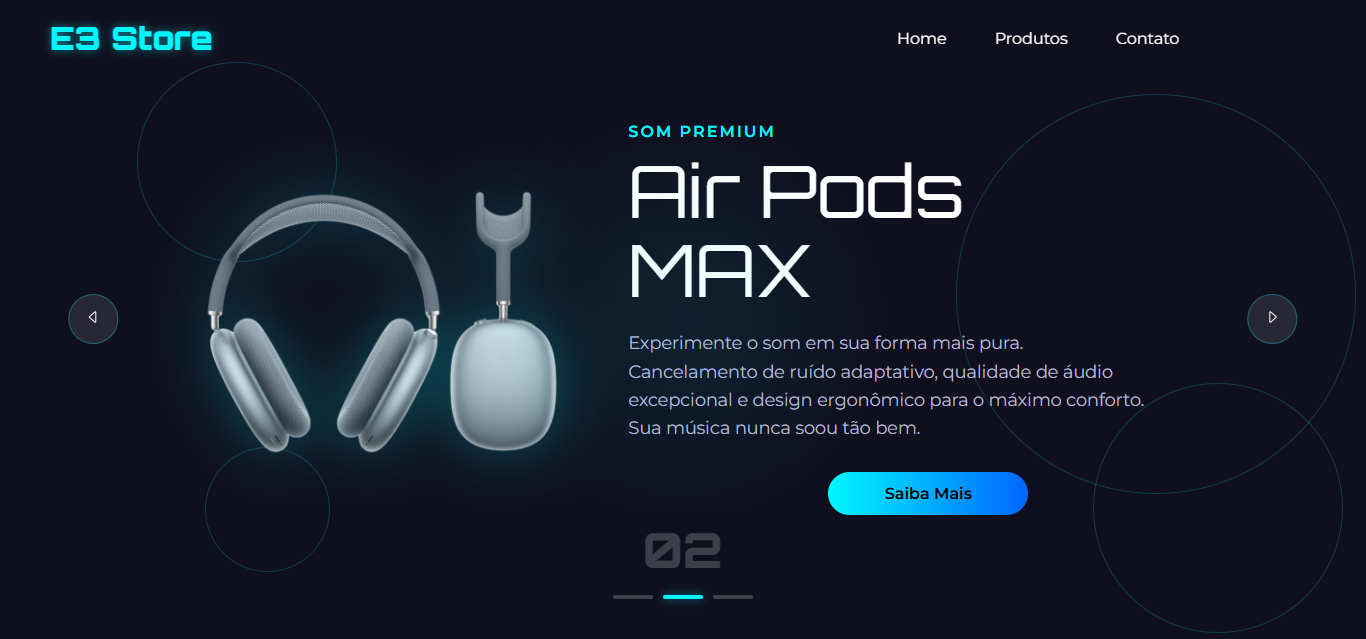 E3 Store
Home Produtos Contato
SOM PREMIUM
Air Pods
MAX
Experimente o som em sua forma mais pura.
Cancelamento de ruído adaptativo, qualidade de áudio
excepcional e design ergonômico para o máximo conforto.
Sua música nunca soou tão bem.
Saiba Mais
02